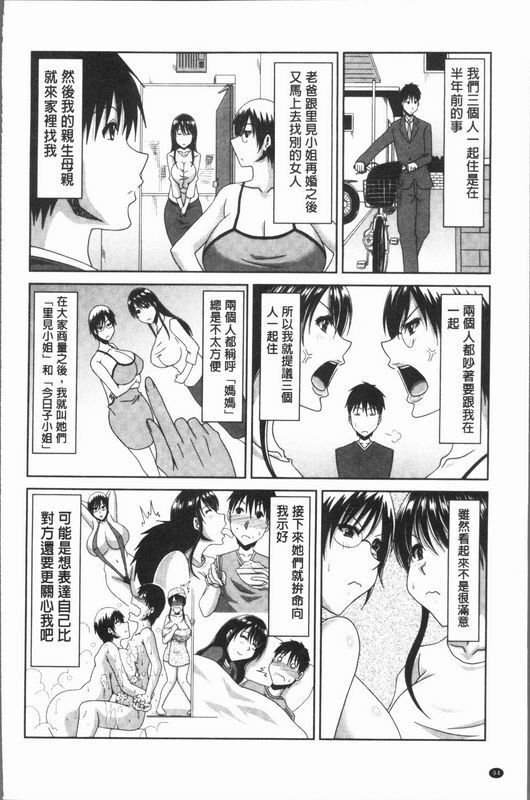 我們三個人一起住是在
半年前的事
老爸跟里見小姐再婚之後
又馬上去找別的女人
然後我的親生母親
就來家裡找我
兩個人都吵著要跟我在
一起
所以我就提議三個
人一起住
兩個人都稱呼「媽媽」
總是不太方便
在大家商量之後，我就叫她們
「里見小姐」和「今日子小姐」
雖然看起來不是很滿意
接下來她們就拚命向
我示好
可能是想表達自己比
對方還要更關心我吧
94